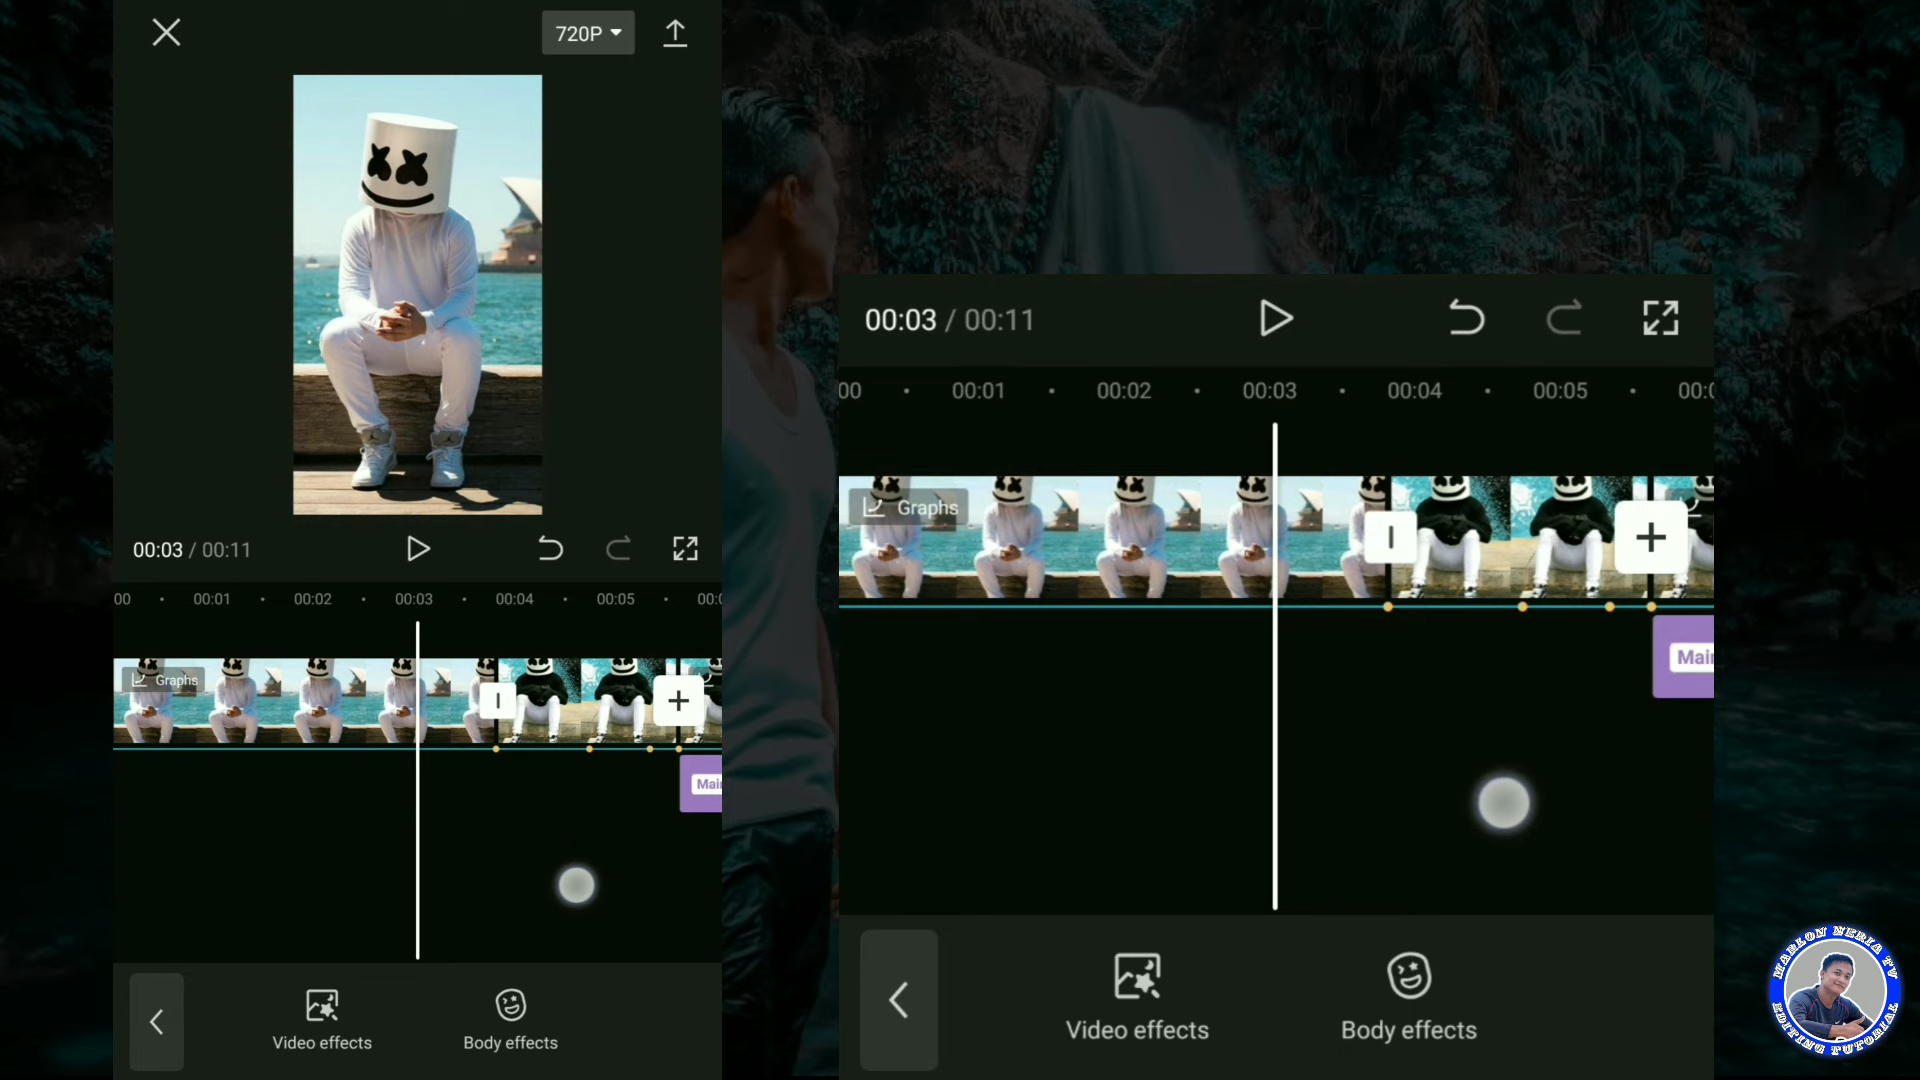 720P
00:03 / 00:11
00 00:01 00:02 00:03 00:04 00:05 00:0
Graphs
Main
Video effects Body effects
00:03 / 00:11
00 00:01 00:02 00:03 00:04 00:05 00:0
Graphs
Main
Video effects Body effects
MARLON NERIA TV
EDITING TUTORIAL